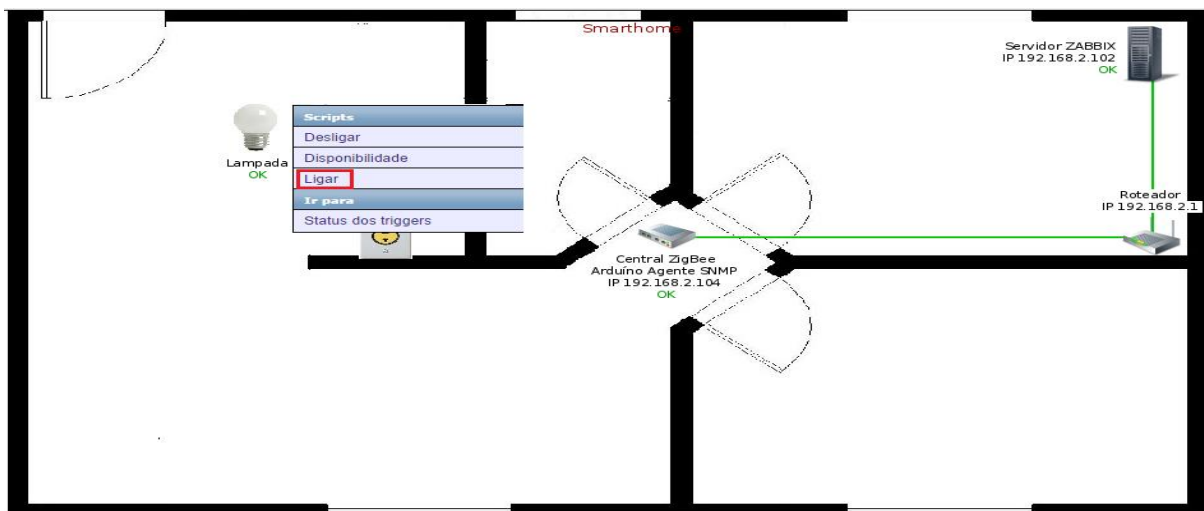 Smarthome
Servidor ZABBIX
IP 192.168.2.102
OK
Lampada
OK
Scripts
Desligar
Disponibilidade
Ligar
Ir para
Status dos triggers
Roteador
IP 192.168.2.1
Central ZigBee
Arduíno Agente SNMP
IP 192.168.2.104
OK